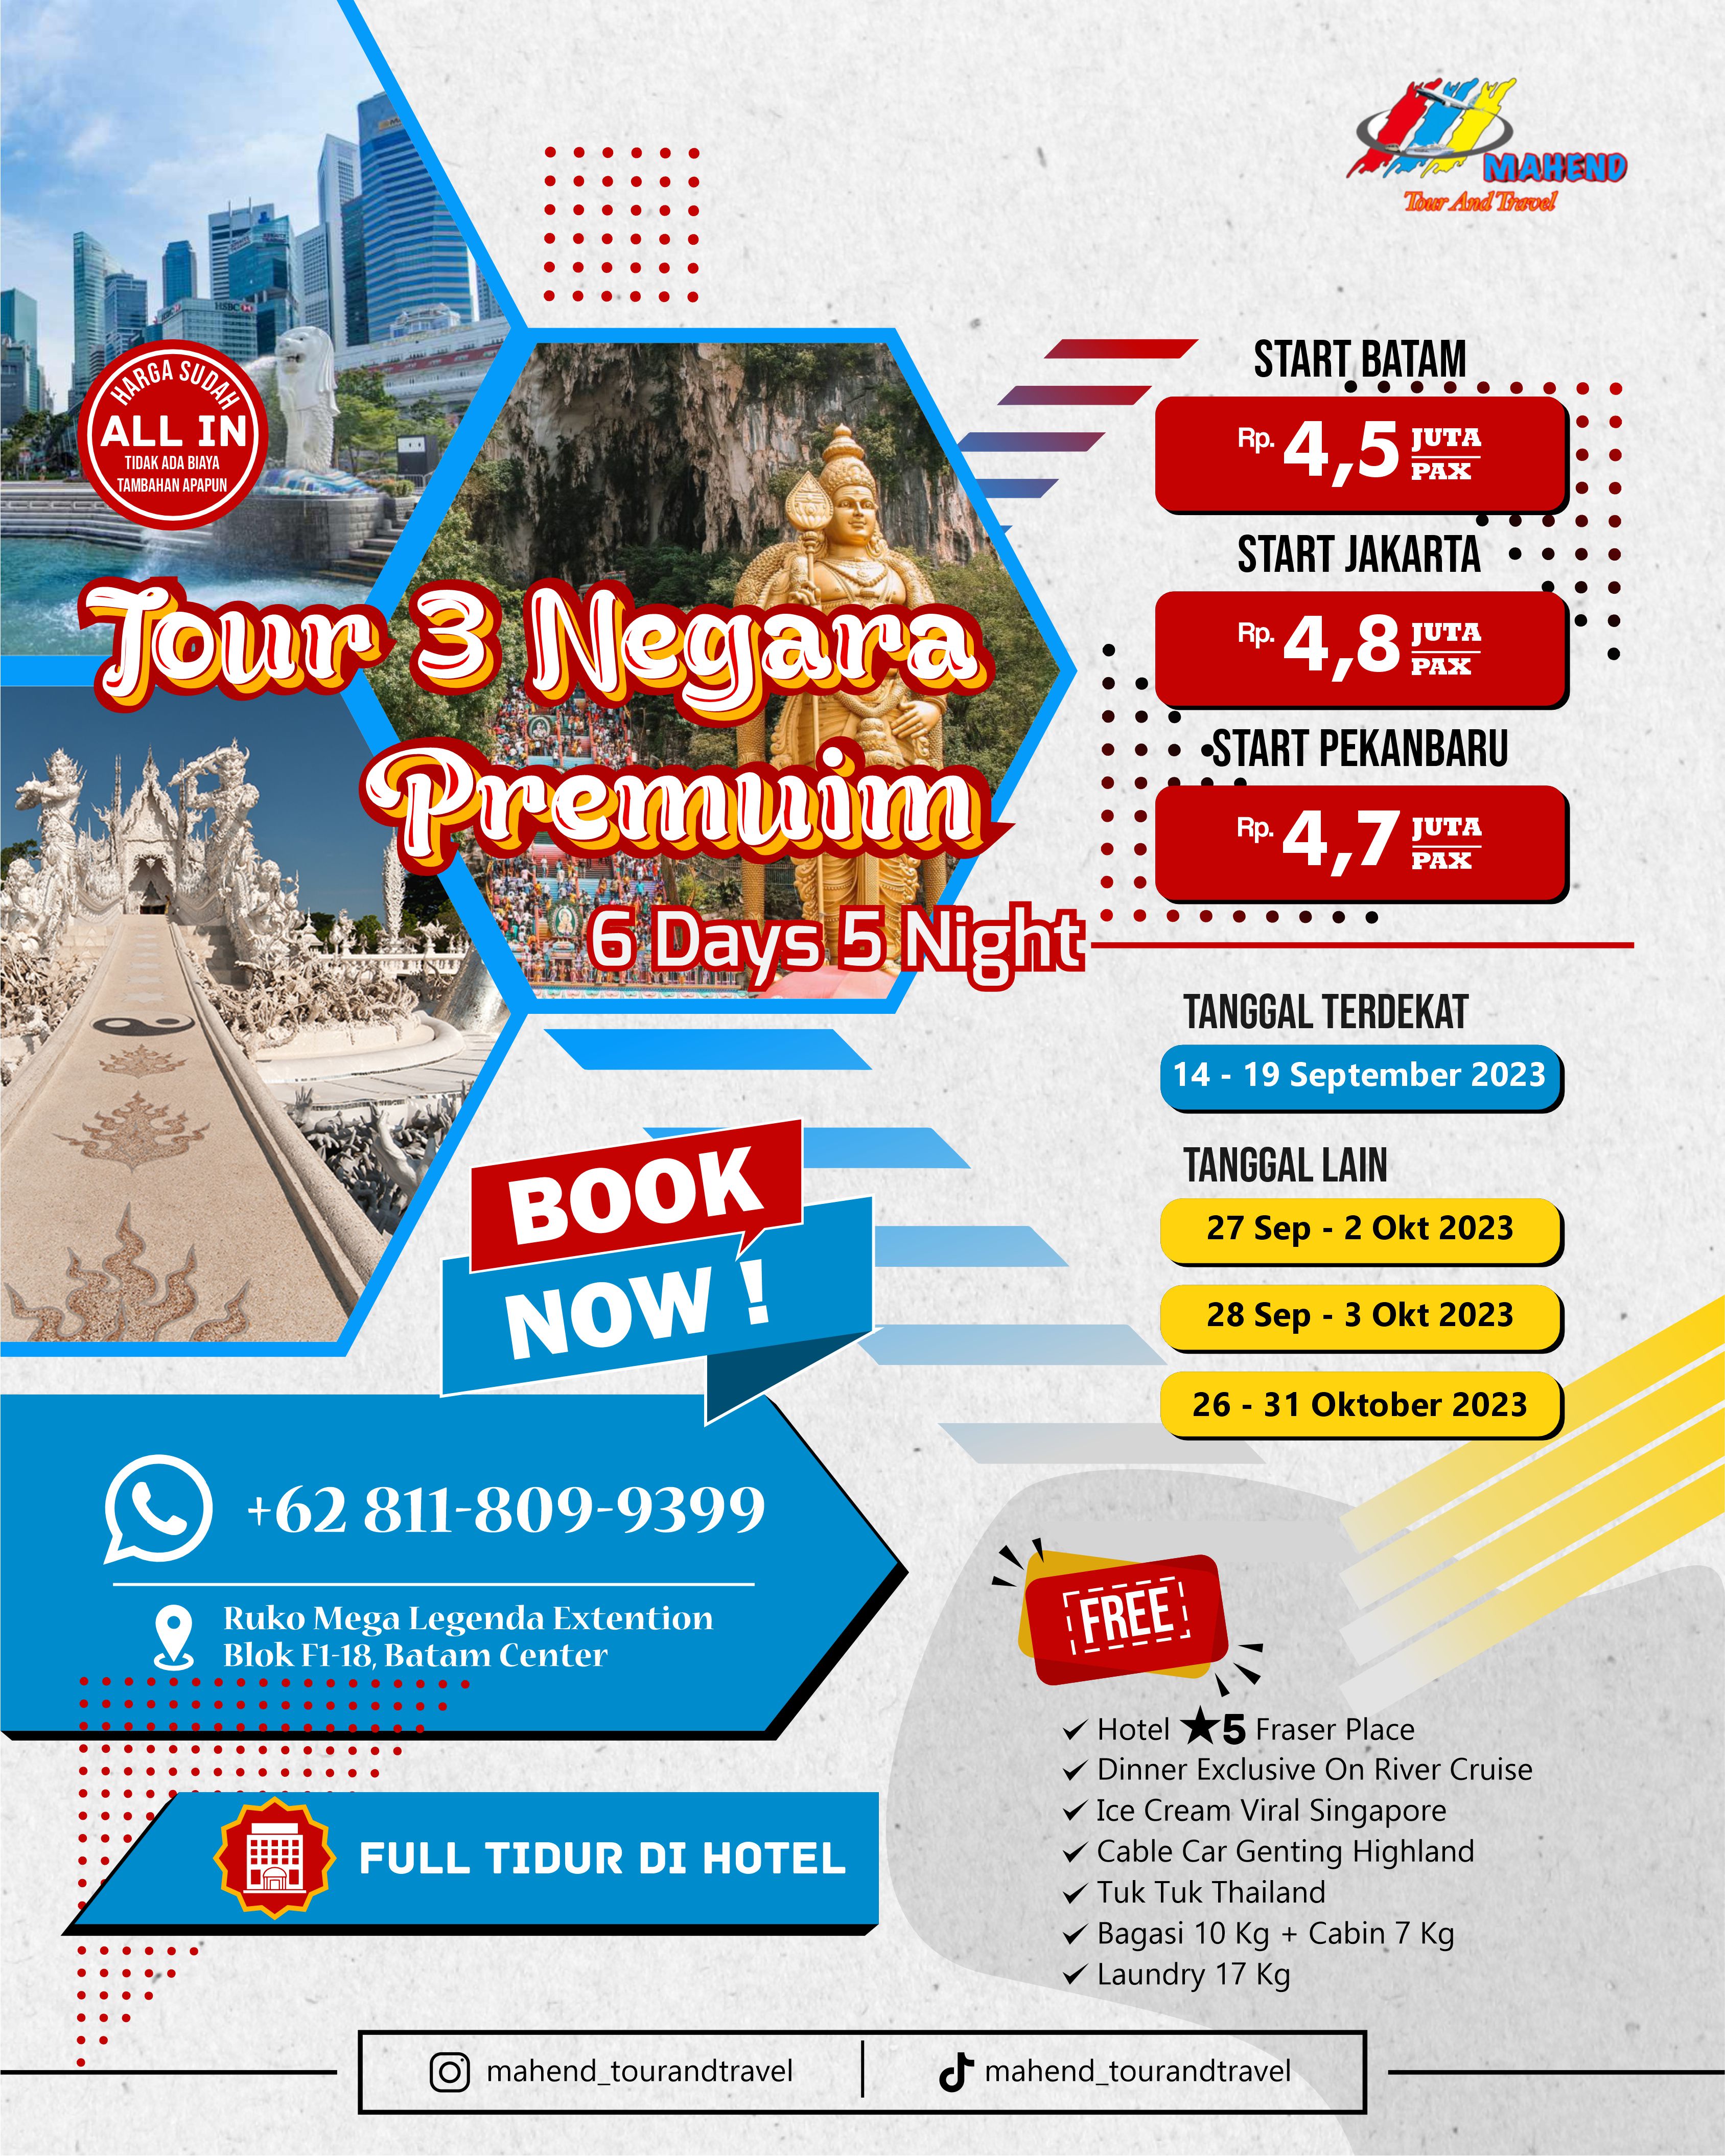 MAHEND
Tour And Travel
HARGA SUDAH
ALL IN
TIDAK ADA BIAYA
TAMBAHAN APAPUN
HSBC
Tour 3 Negara
Premuim
6 Days 5 Night
START BATAM
Rp. 4,5 JUTA
PAX
START JAKARTA
Rp. 4,8 JUTA
PAX
START PEKANBARU
Rp. 4,7 JUTA
PAX
TANGGAL TERDEKAT
14 - 19 September 2023
TANGGAL LAIN
27 Sep - 2 Okt 2023
28 Sep - 3 Okt 2023
26 - 31 Oktober 2023
BOOK
NOW !
+62 811-809-9399
Ruko Mega Legenda Extention
Blok F1-18, Batam Center
FULL TIDUR DI HOTEL
FREE
Hotel ★5 Fraser Place
Dinner Exclusive On River Cruise
Ice Cream Viral Singapore
Cable Car Genting Highland
Tuk Tuk Thailand
Bagasi 10 Kg + Cabin 7 Kg
Laundry 17 Kg
mahend_tourandtravel
mahend_tourandtravel